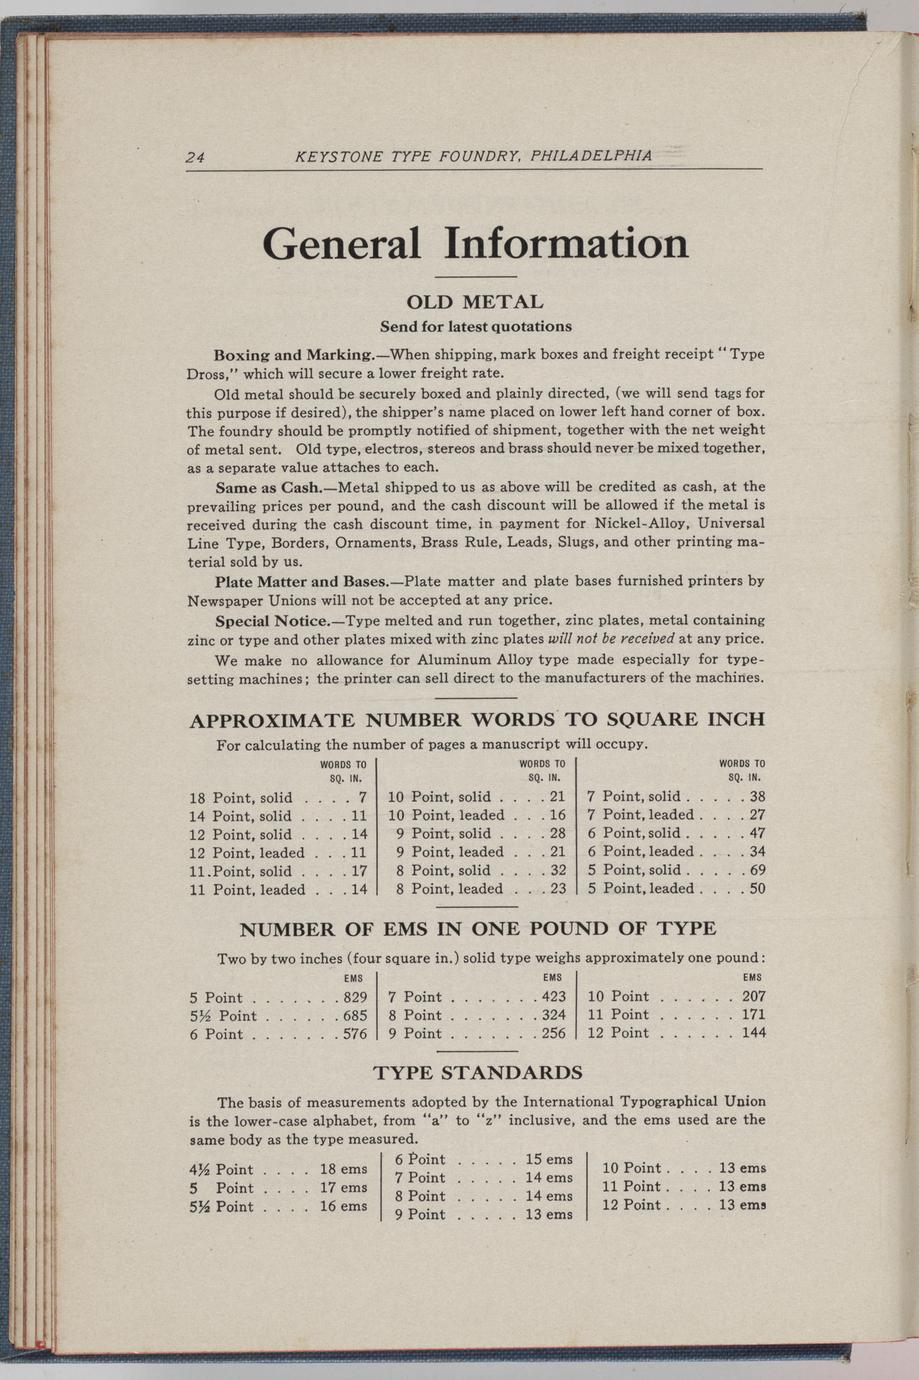 24 KEYSTONE TYPE FOUNDRY, PHILADELPHIA
General Information
OLD METAL
Send for latest quotations
Boxing and Marking.—When shipping, mark boxes and freight receipt "Type
Dross," which will secure a lower freight rate.
Old metal should be securely boxed and plainly directed, (we will send tags for
this purpose if desired), the shipper's name placed on lower left hand corner of box.
The foundry should be promptly notified of shipment, together with the net weight
of metal sent. Old type, electros, stereos and brass should never be mixed together,
as a separate value attaches to each.
Same as Cash.—Metal shipped to us as above will be credited as cash, at the
prevailing prices per pound, and the cash discount will be allowed if the metal is
received during the cash discount time, in payment for Nickel-Alloy, Universal
Line Type, Borders, Ornaments, Brass Rule, Leads, Slugs, and other printing ma-
terial sold by us.
Plate Matter and Bases.—Plate matter and plate bases furnished printers by
Newspaper Unions will not be accepted at any price.
Special Notice.—Type melted and run together, zinc plates, metal containing
zinc or type and other plates mixed with zinc plates will not be received at any price.
We make no allowance for Aluminum Alloy type made especially for type-
setting machines; the printer can sell direct to the manufacturers of the machines.
APPROXIMATE NUMBER WORDS TO SQUARE INCH
For calculating the number of pages a manuscript will occupy.
WORDS TO
SQ. IN.
18 Point, solid . . . . 7
14 Point, solid . . . . 11
12 Point, solid . . . . 14
12 Point, leaded . . . 11
11 Point, solid . . . . 17
11 Point, leaded . . . 14
WORDS TO
SQ. IN.
10 Point, solid . . . . 21
10 Point, leaded . . . 16
9 Point, solid . . . . 28
9 Point, leaded . . . 21
8 Point, solid . . . . 32
8 Point, leaded . . . 23
WORDS TO
SQ. IN.
7 Point, solid . . . . . 38
7 Point, leaded . . . . 27
6 Point, solid . . . . . 47
6 Point, leaded . . . . 34
5 Point, solid . . . . . 69
5 Point, leaded . . . . 50
NUMBER OF EMS IN ONE POUND OF TYPE
Two by two inches (four square in.) solid type weighs approximately one pound:
EMS
5 Point . . . . . . . 829
5½ Point . . . . . . 685
6 Point . . . . . . . 576
EMS
7 Point . . . . . . . 423
8 Point . . . . . . . 324
9 Point . . . . . . . 256
EMS
10 Point . . . . . . 207
11 Point . . . . . . 171
12 Point . . . . . . 144
TYPE STANDARDS
The basis of measurements adopted by the International Typographical Union
is the lower-case alphabet, from "a" to "z" inclusive, and the ems used are the
same body as the type measured.
4½ Point . . . . 18 ems
5 Point . . . . 17 ems
5½ Point . . . . 16 ems
6 Point . . . . . 15 ems
7 Point . . . . . 14 ems
8 Point . . . . . 14 ems
9 Point . . . . . 13 ems
10 Point . . . . 13 ems
11 Point . . . . 13 ems
12 Point . . . . 13 ems